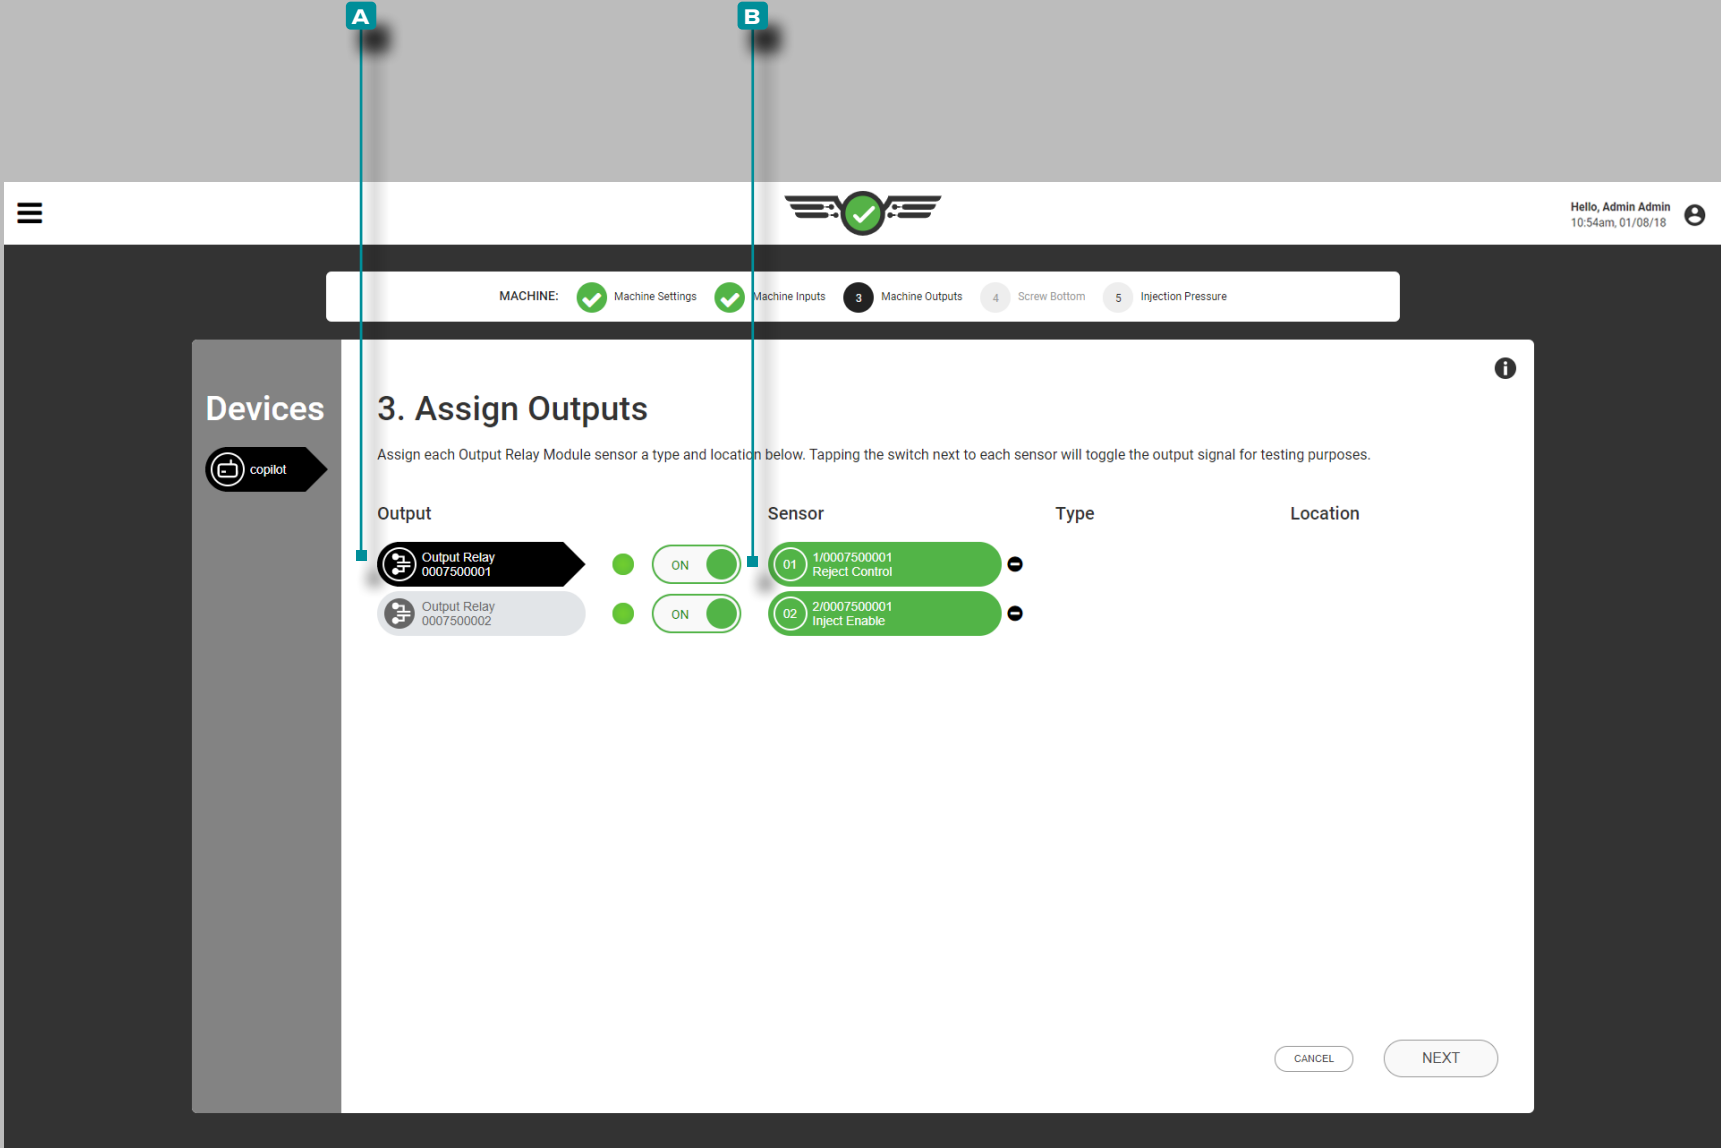 A
B
Hello, Admin Admin
10:54am, 01/08/18
MACHINE: Machine Settings Machine Inputs 3 Machine Outputs 4 Screw Bottom 5 Injection Pressure
Devices
copilot
3. Assign Outputs
Assign each Output Relay Module sensor a type and location below. Tapping the switch next to each sensor will toggle the output signal for testing purposes.
Output Sensor Type Location
Output Relay
0007500001
ON
01
1/0007500001
Reject Control
Output Relay
0007500002
ON
02
2/0007500001
Inject Enable
CANCEL
NEXT